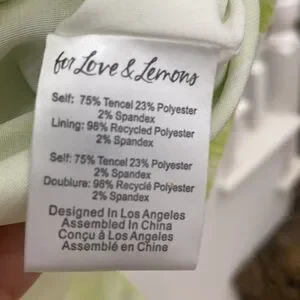 for Love & Lemons
Self: 75% Tencel 23% Polyester
2% Spandex
Lining: 98% Recycled Polyester
2% Spandex
Self: 75% Tencel 23% Polyester
2% Spandex
Doublure: 98% Recyclé Polyester
2% Spandex
Designed In Los Angeles
Assembled In China
Conçu à Los Angeles
Assemblé en Chine